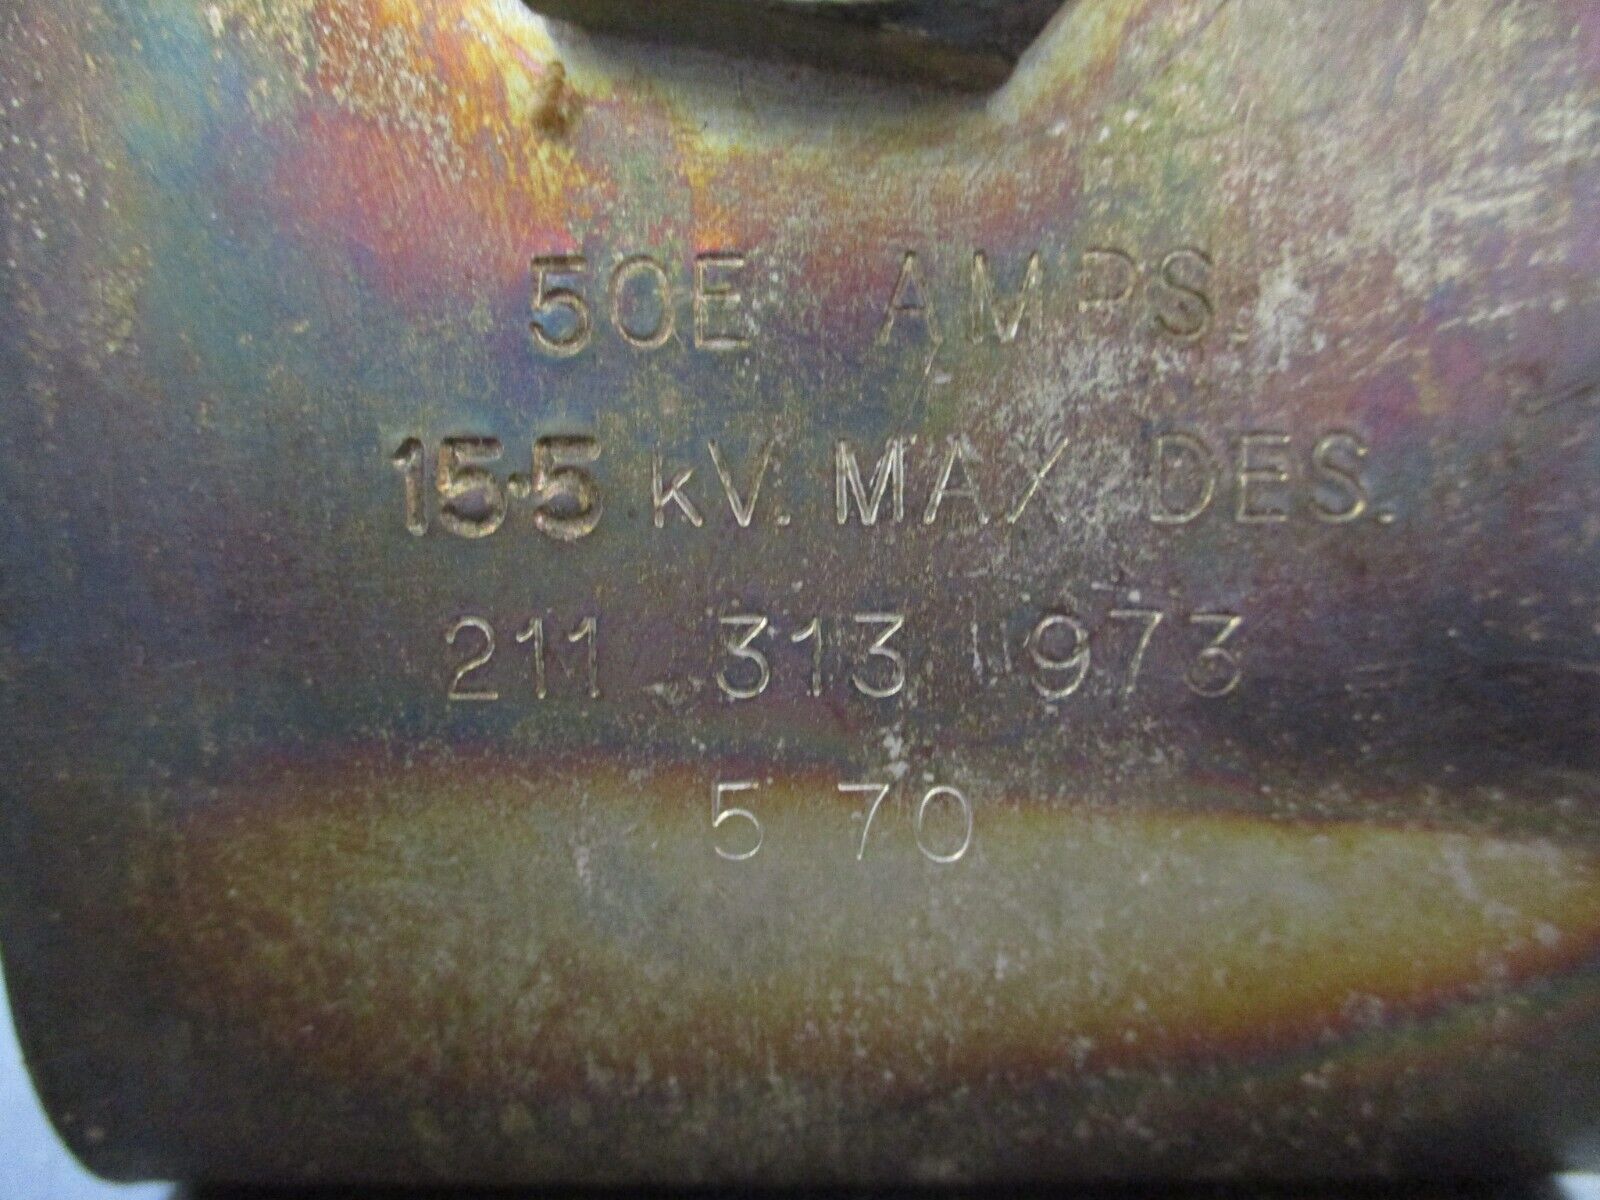 50E AMPS.
15.5 kV. MAX. DES.
211 313 973
5 70